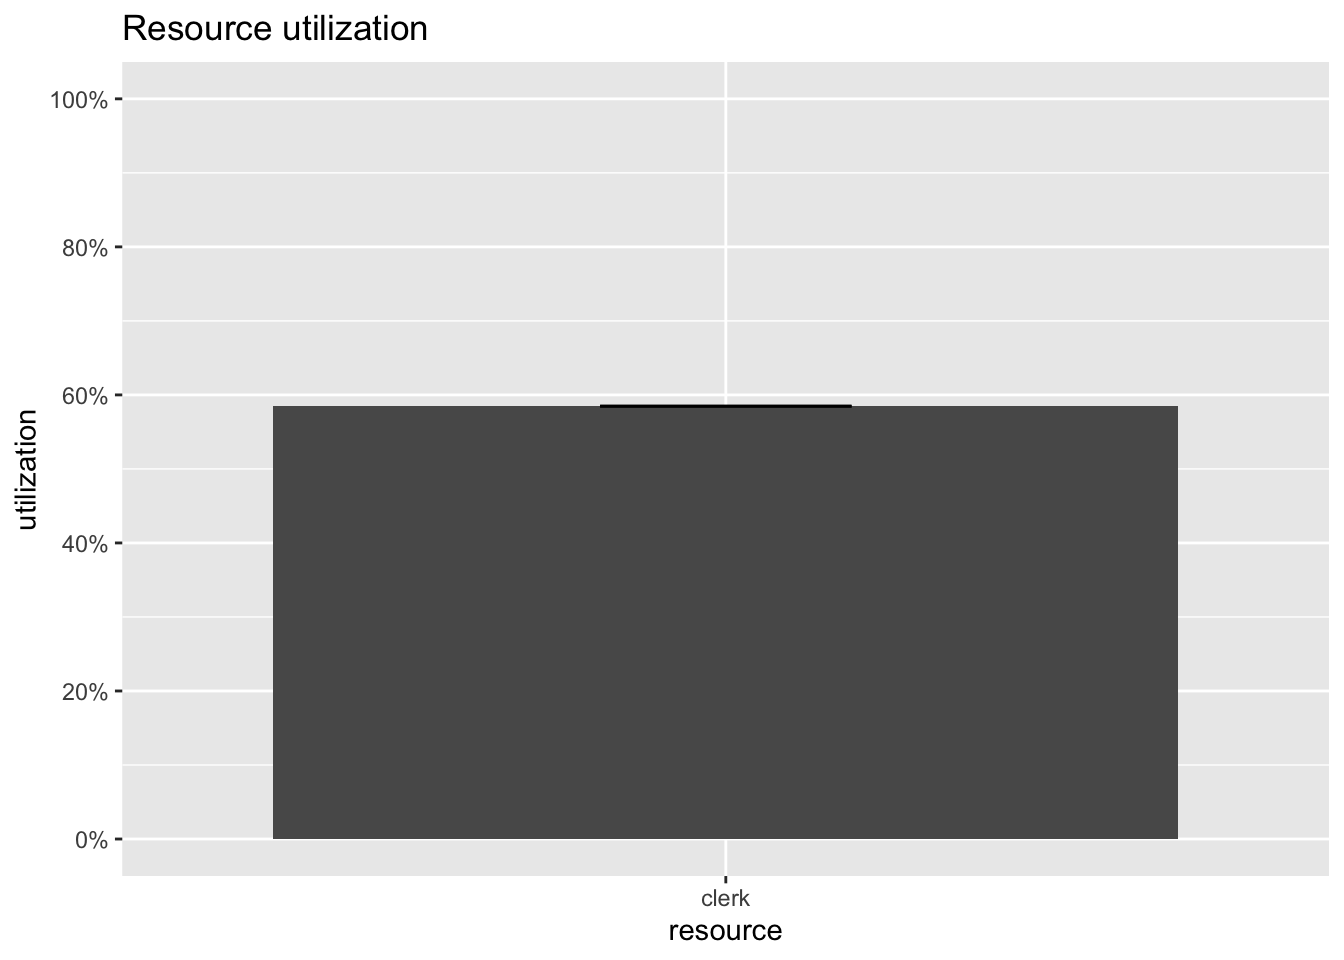 Resource utilization
100%
80%
60%
40%
20%
0%
utilization
clerk
resource